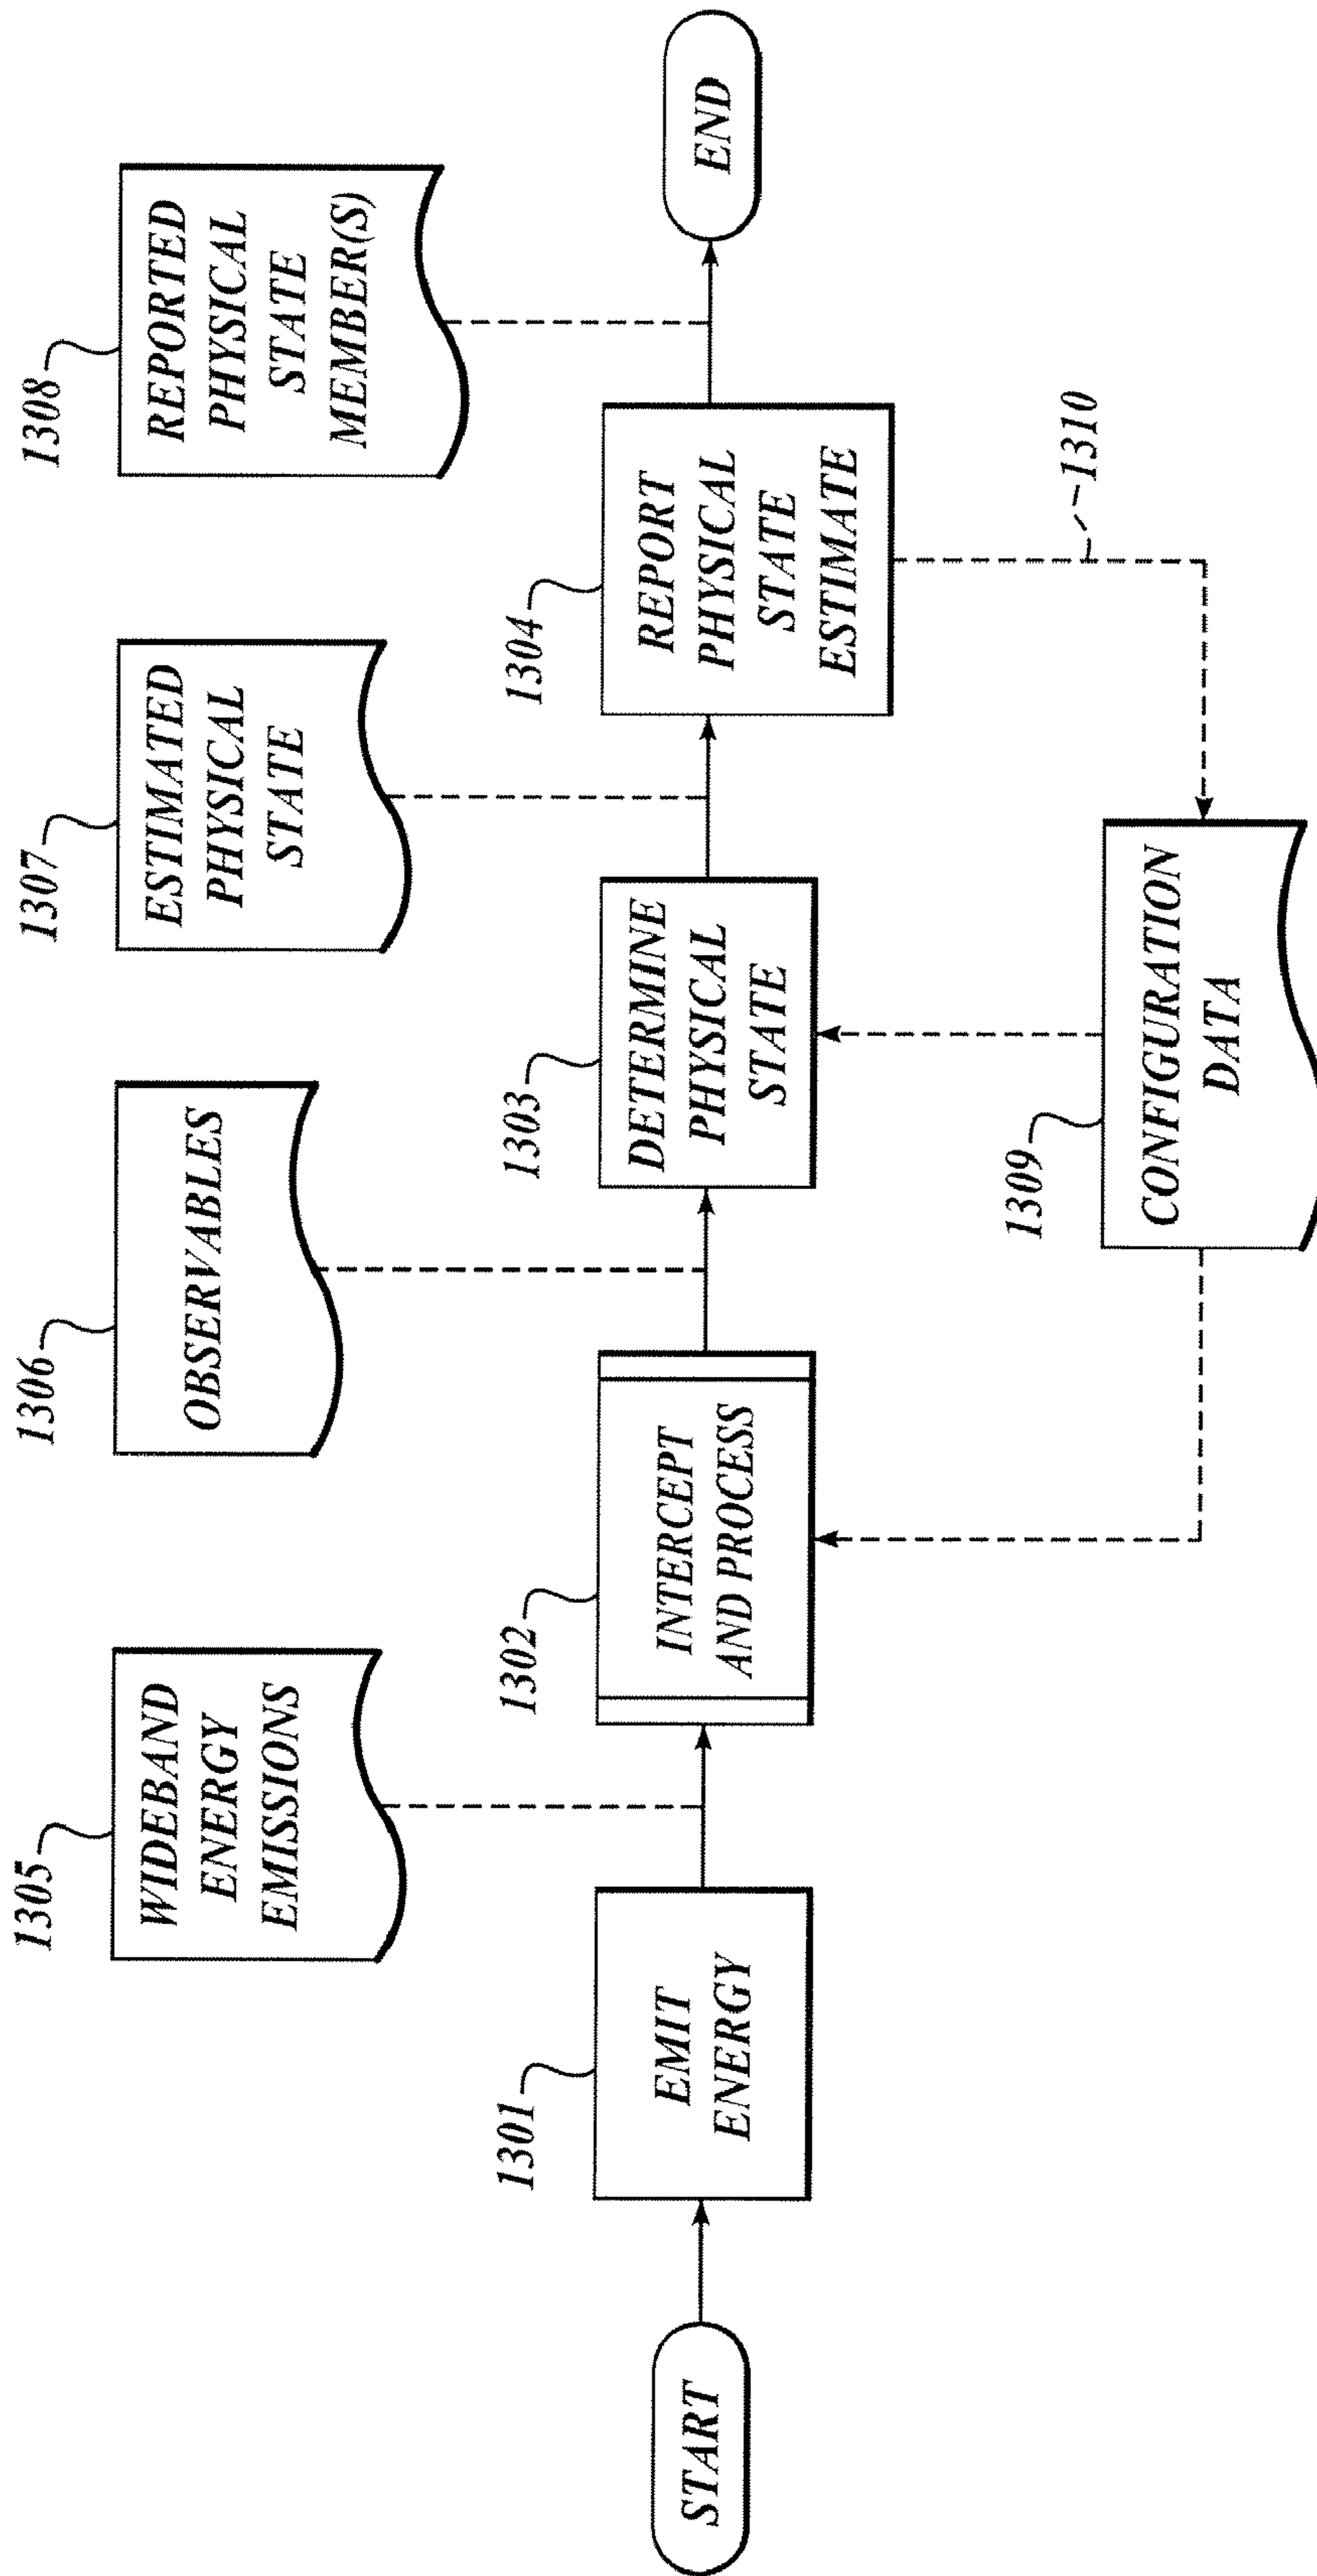 1305
WIDEBAND
ENERGY
EMISSIONS
1306
OBSERVABLES
1307
ESTIMATED
PHYSICAL
STATE
1308
REPORTED
PHYSICAL
STATE
MEMBER(S)
START
1301
EMIT
ENERGY
1302
INTERCEPT
AND PROCESS
1303
DETERMINE
PHYSICAL
STATE
1304
REPORT
PHYSICAL
STATE
ESTIMATE
END
1309
CONFIGURATION
DATA
1310